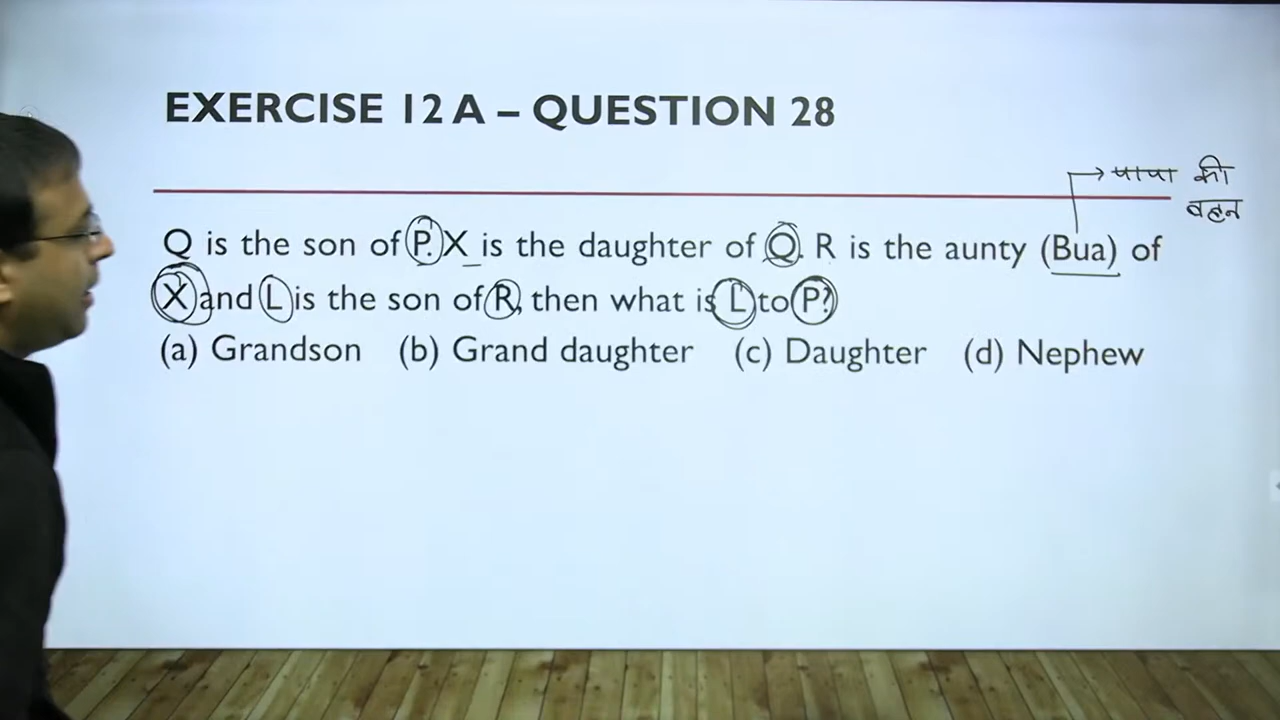 EXERCISE 12 A – QUESTION 28
पापा की
बहन
Q is the son of P. X is the daughter of Q. R is the aunty (Bua) of
X and L is the son of R, then what is L to P?
(a) Grandson (b) Grand daughter (c) Daughter (d) Nephew